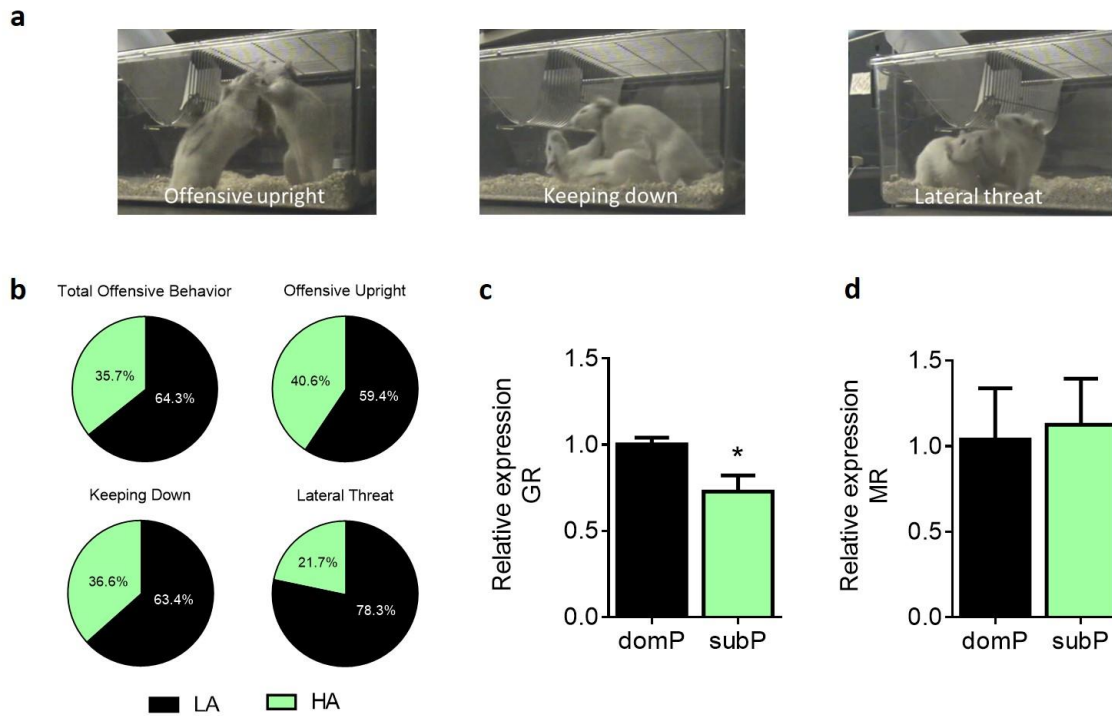 a
Offensive upright
Keeping down
Lateral threat
b
Total Offensive Behavior
Offensive Upright
35.7%
64.3%
40.6%
59.4%
Keeping Down
Lateral Threat
36.6%
63.4%
21.7%
78.3%
LA
HA
c
Relative expression
GR
1.5
1.0
0.5
0.0
*
domP
subP
d
Relative expression
MR
1.5
1.0
0.5
0.0
domP
subP